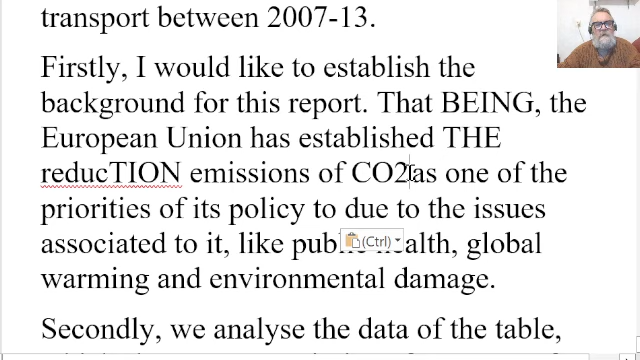 transport between 2007-13.
Firstly, I would like to establish the
background for this report. That BEING, the
European Union has established THE
reducTION emissions of CO2as one of the
priorities of its policy to due to the issues
associated to it, like health, global
(Ctrl)
warming and environmental damage.
Secondly, we analyse the data of the table,